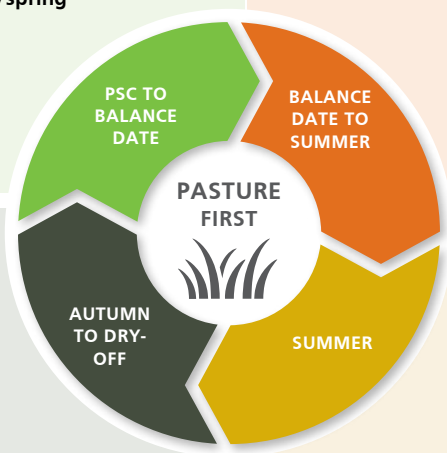 spring
PSC TO
BALANCE
DATE
BALANCE
DATE TO
SUMMER
PASTURE
FIRST
AUTUMN
TO DRY-
OFF
SUMMER